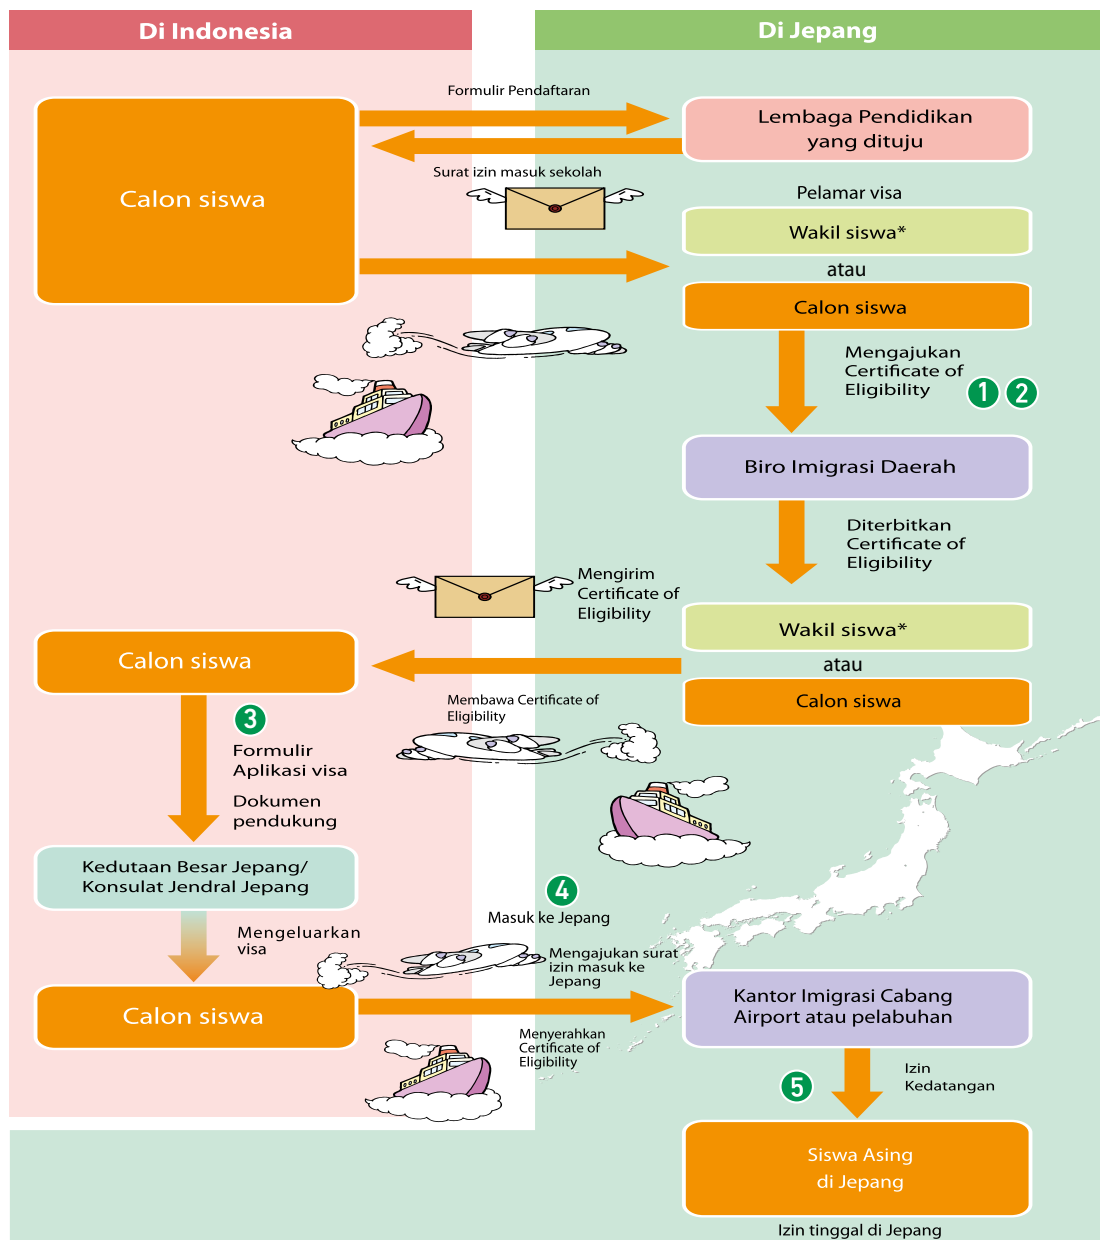 Di Indonesia
Di Jepang
Formulir Pendaftaran
Calon siswa
Lembaga Pendidikan
yang dituju
Surat izin masuk sekolah
Pelamar visa
Wakil siswa*
atau
Calon siswa
Mengajukan
Certificate of
Eligibility
1 2
Biro Imigrasi Daerah
Diterbitkan
Certificate of
Eligibility
Mengirim
Certificate of
Eligibility
Wakil siswa*
atau
Calon siswa
Calon siswa
Membawa Certificate of
Eligibility
3
Formulir
Aplikasi visa
Dokumen
pendukung
Kedutaan Besar Jepang/
Konsulat Jendral Jepang
Mengeluarkan
visa
4
Masuk ke Jepang
Mengajukan surat
izin masuk ke
Jepang
Calon siswa
Kantor Imigrasi Cabang
Airport atau pelabuhan
Menyerahkan
Certificate of
Eligibility
5
Izin
Kedatangan
Siswa Asing
di Jepang
Izin tinggal di Jepang